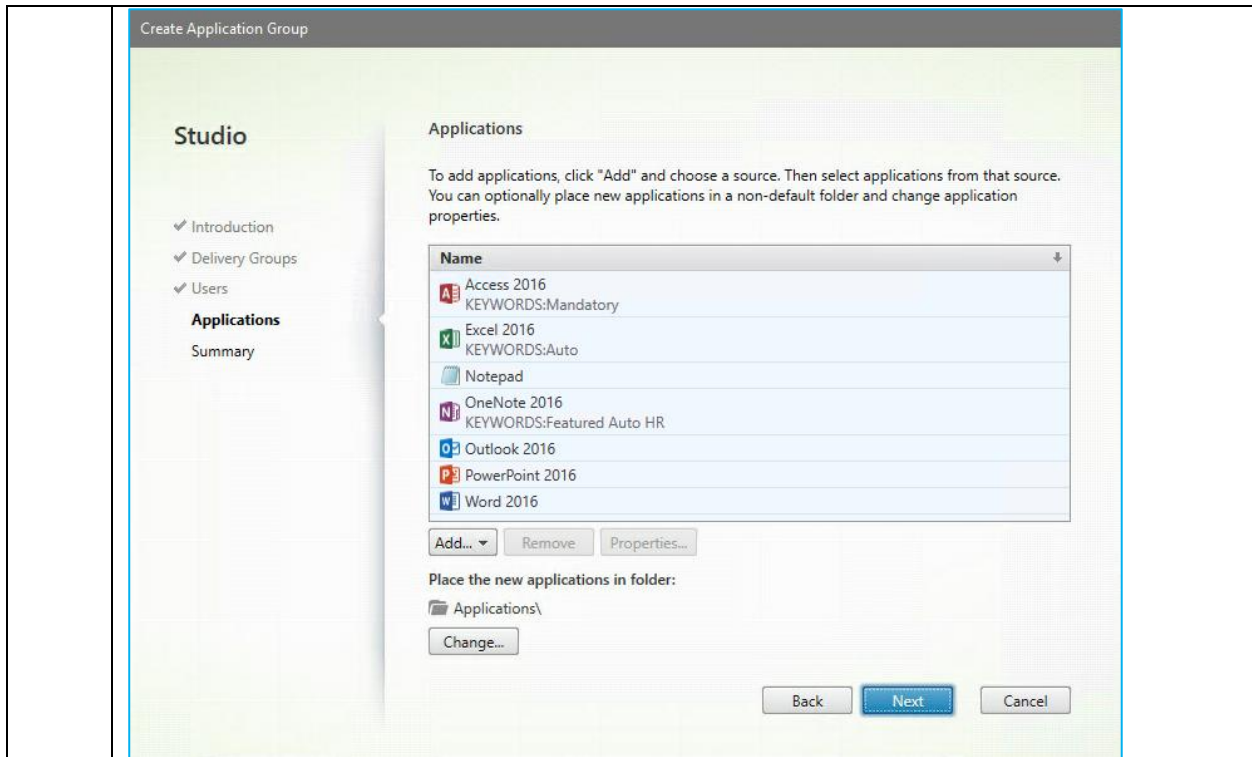 Create Application Group
Studio
Introduction
Delivery Groups
Users
Applications
Summary
Applications
To add applications, click "Add" and choose a source. Then select applications from that source.
You can optionally place new applications in a non-default folder and change application
properties.
Name
Access 2016
KEYWORDS:Mandatory
Excel 2016
KEYWORDS:Auto
Notepad
OneNote 2016
KEYWORDS:Featured Auto HR
Outlook 2016
PowerPoint 2016
Word 2016
Add...
Remove
Properties...
Place the new applications in folder:
Applications\
Change...
Back
Next
Cancel